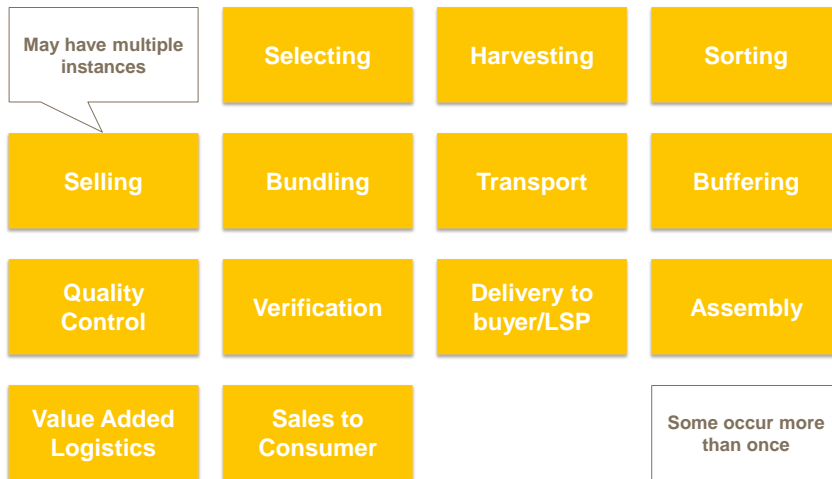 May have multiple
instances
Selecting
Harvesting
Sorting
Selling
Bundling
Transport
Buffering
Quality
Control
Verification
Delivery to
buyer/LSP
Assembly
Value Added
Logistics
Sales to
Consumer
Some occur more
than once